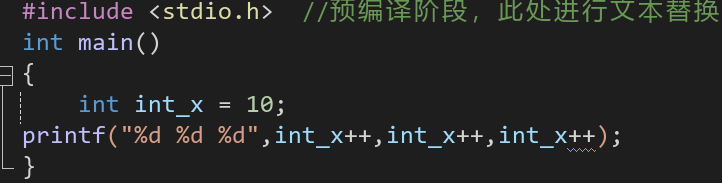 #include <stdio.h>  //预编译阶段，此处进行文本替换
int main()
{
    int int_x = 10;
printf("%d %d %d",int_x++,int_x++,int_x++);
}